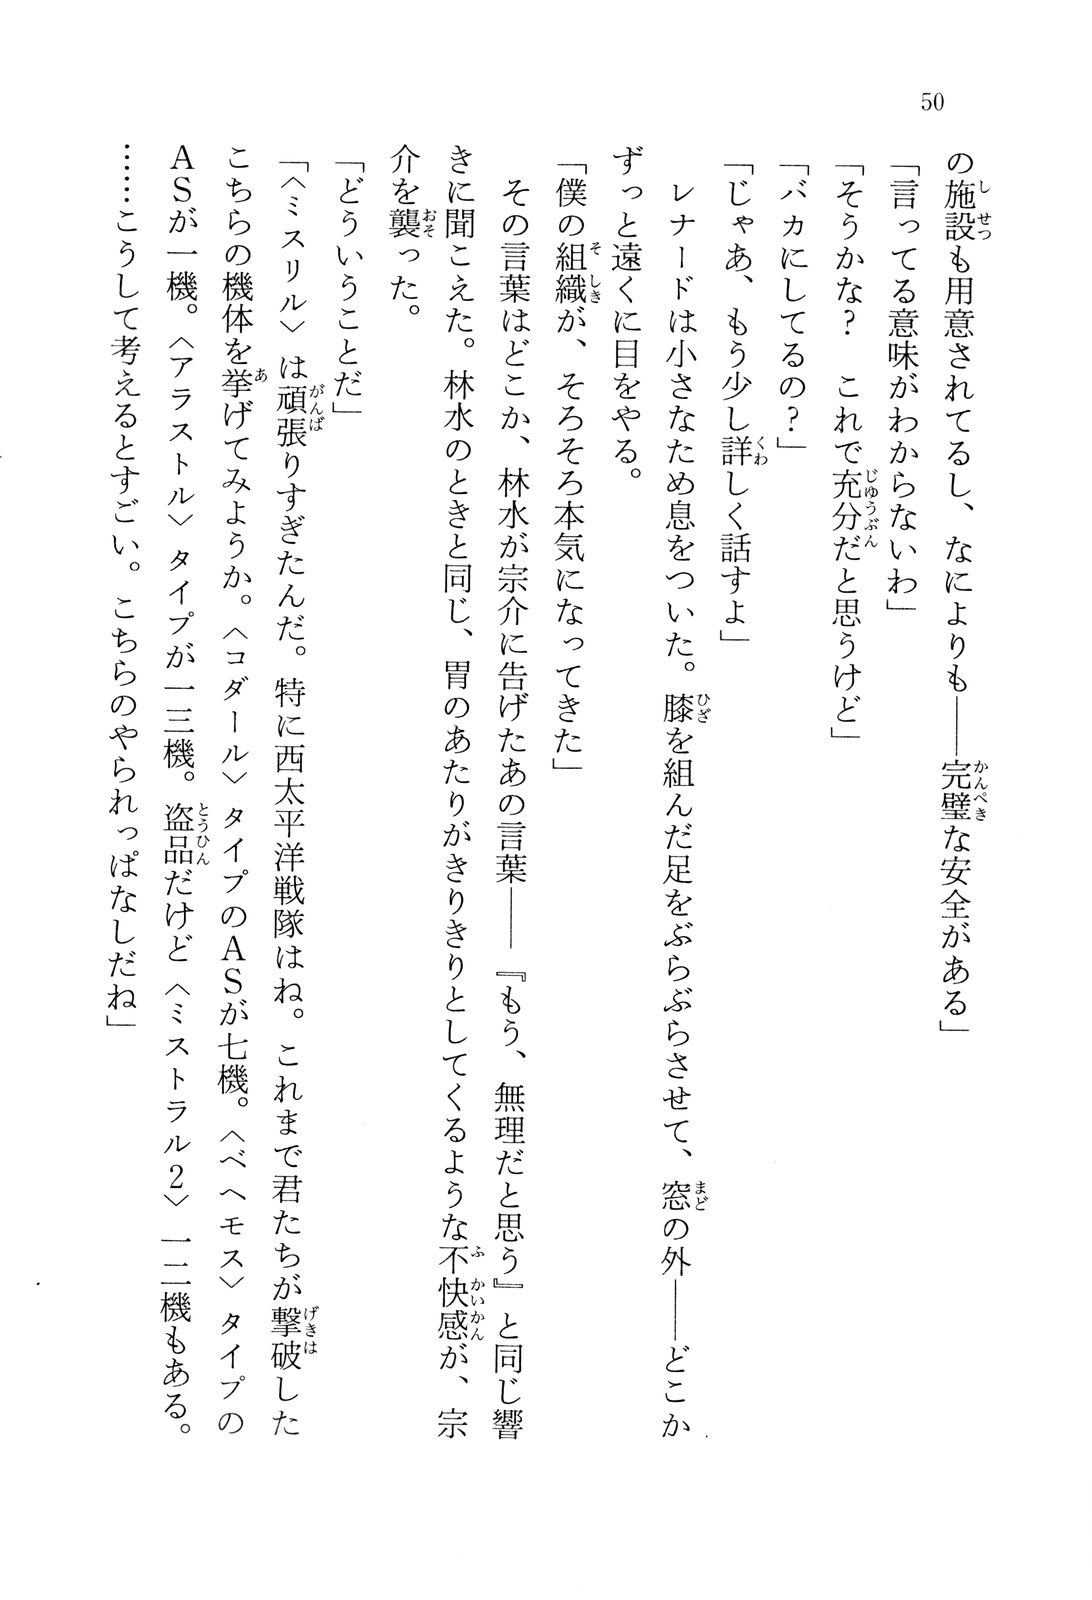 50
の施設も用意されてるし、なによりも――完璧な安全がある」
「言ってる意味がわからないわ」
「そうかな？　これで充分だと思うけど」
「バカにしてるの？」
「じゃあ、もう少し詳しく話すよ」
　レナードは小さなため息をついた。膝を組んだ足をぶらぶらさせて、窓の外――どこか
ずっと遠くに目をやる。
「僕の組織が、そろそろ本気になってきた」
　その言葉はどこか、林水が宗介に告げたあの言葉――『もう、無理だと思う』と同じ響
きに聞こえた。林水のときと同じ、胃のあたりがきりきりとしてくるような不快感が、宗
介を襲った。
「どういうことだ」
「〈ミスリル〉は頑張りすぎたんだ。特に西太平洋戦隊はね。これまで君たちが撃破した
こちらの機体を挙げてみようか。〈コダール〉タイプのＡＳが七機。〈ベヘモス〉タイプの
ＡＳが一機。〈アラストル〉タイプが一三機。盗品だけど〈ミストラル２〉一二機もある。
……こうして考えるとすごい。こちらのやられっぱなしだね」